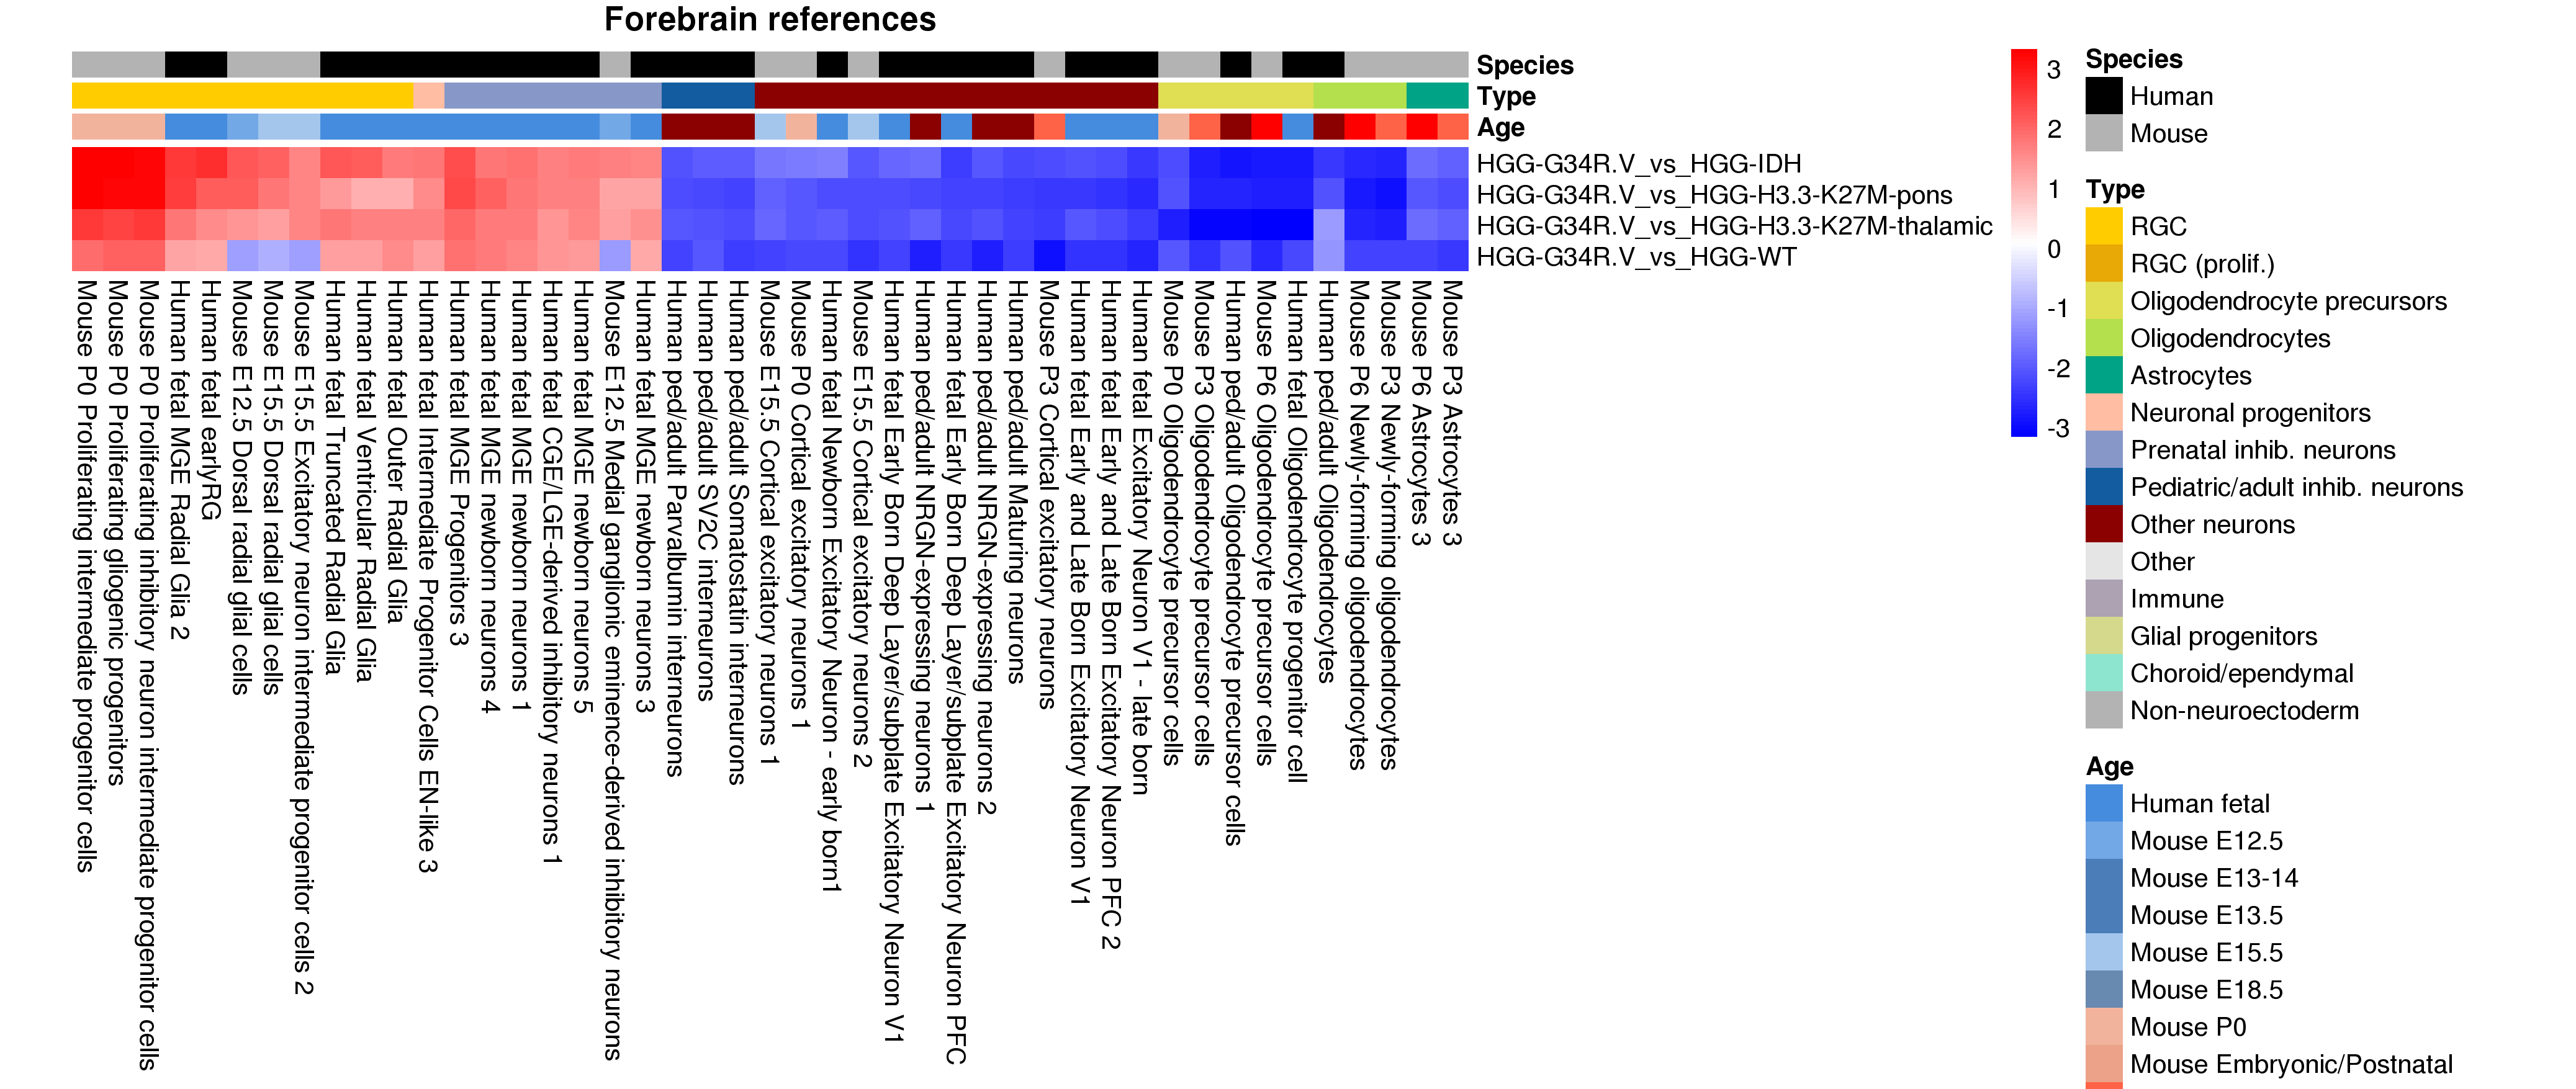 Forebrain references
Species
Type
Age
HGG-G34R.V_vs_HGG-IDH
HGG-G34R.V_vs_HGG-H3.3-K27M-pons
HGG-G34R.V_vs_HGG-H3.3-K27M-thalamic
HGG-G34R.V_vs_HGG-WT
Mouse P0 Proliferating intermediate progenitor cells
Mouse P0 Proliferating gliogenic progenitors
Mouse P0 Proliferating inhibitory neuron intermediate progenitor cells
Human fetal MGE Radial Glia 2
Human fetal earlyRG
Mouse E12.5 Dorsal radial glial cells
Mouse E15.5 Dorsal radial glial cells
Mouse E15.5 Excitatory neuron intermediate progenitor cells 2
Human fetal Truncated Radial Glia
Human fetal Ventricular Radial Glia
Human fetal Outer Radial Glia
Human fetal Intermediate Progenitor Cells EN-like 3
Human fetal MGE Progenitors 3
Human fetal MGE newborn neurons 4
Human fetal MGE newborn neurons 1
Human fetal CGE/LGE-derived inhibitory neurons 1
Human fetal MGE newborn neurons 5
Mouse E12.5 Medial ganglionic eminence-derived inhibitory neurons
Human fetal MGE newborn neurons 3
Human ped/adult Parvalbumin interneurons
Human ped/adult SV2C interneurons
Human ped/adult Somatostatin interneurons
Mouse E15.5 Cortical excitatory neurons 1
Mouse P0 Cortical excitatory neurons 1
Human fetal Newborn Excitatory Neuron - early born1
Mouse E15.5 Cortical excitatory neurons 2
Human fetal Early Born Deep Layer/subplate Excitatory Neuron V1
Human ped/adult NRGN-expressing neurons 1
Human fetal Early Born Deep Layer/subplate Excitatory Neuron PFC
Human ped/adult NRGN-expressing neurons 2
Human ped/adult Maturing neurons
Mouse P3 Cortical excitatory neurons
Human fetal Early and Late Born Excitatory Neuron V1
Human fetal Early and Late Born Excitatory Neuron PFC 2
Human fetal Excitatory Neuron V1 - late born
Mouse P0 Oligodendrocyte precursor cells
Mouse P3 Oligodendrocyte precursor cells
Human ped/adult Oligodendrocyte precursor cells
Mouse P6 Oligodendrocyte precursor cells
Human fetal Oligodendrocyte progenitor cell
Human ped/adult Oligodendrocytes
Mouse P6 Newly-forming oligodendrocytes
Mouse P3 Newly-forming oligodendrocytes
Mouse P6 Astrocytes 3
Mouse P3 Astrocytes 3
3
2
1
0
-1
-2
-3
Species
Human
Mouse
Type
RGC
RGC (prolif.)
Oligodendrocyte precursors
Oligodendrocytes
Astrocytes
Neuronal progenitors
Prenatal inhib. neurons
Pediatric/adult inhib. neurons
Other neurons
Other
Immune
Glial progenitors
Choroid/ependymal
Non-neuroectoderm
Age
Human fetal
Mouse E12.5
Mouse E13-14
Mouse E13.5
Mouse E15.5
Mouse E18.5
Mouse P0
Mouse Embryonic/Postnatal